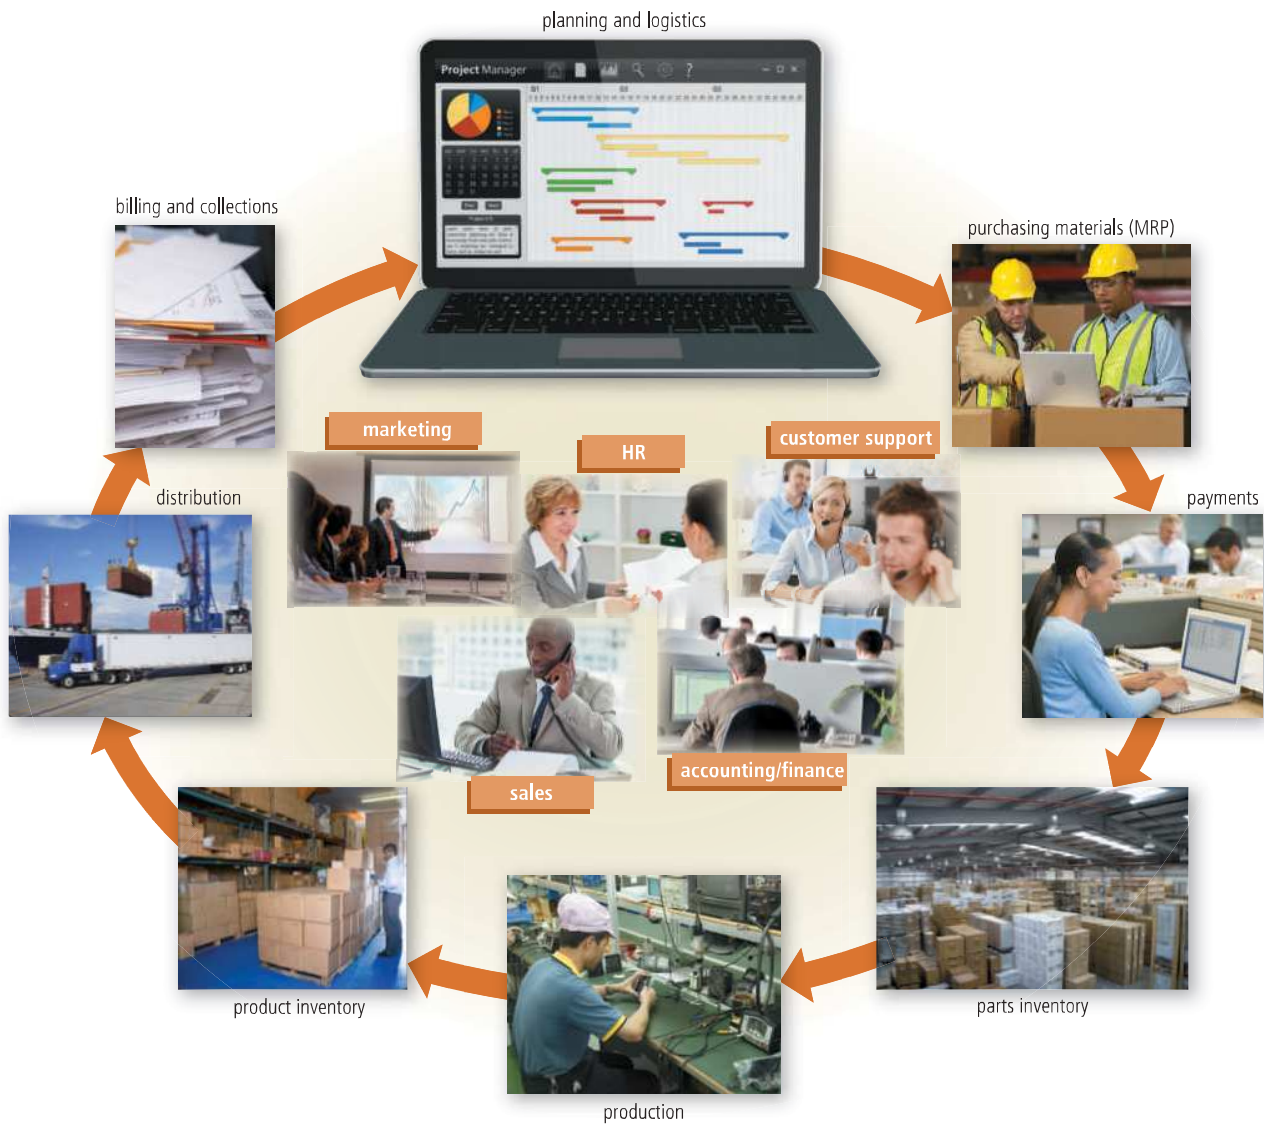 planning and logistics
Project Manager
?
billing and collections
purchasing materials (MRP)
marketing
HR
customer support
distribution
payments
sales
accounting/finance
product inventory
parts inventory
production